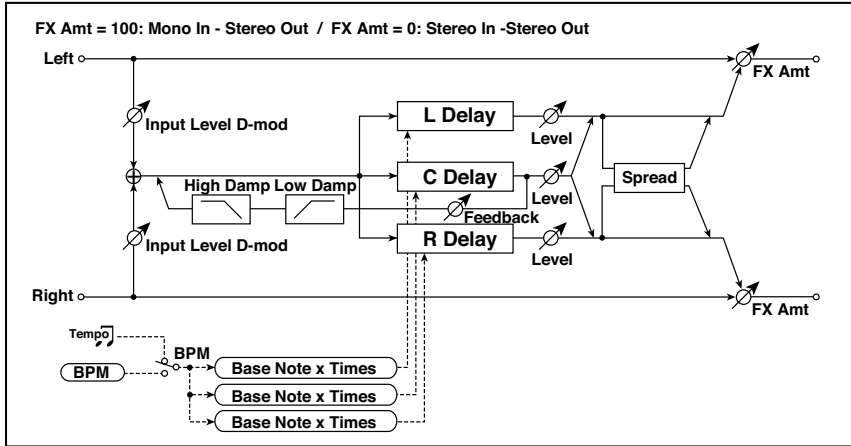 FX Amt = 100: Mono In - Stereo Out / FX Amt = 0: Stereo In -Stereo Out
Left
FX Amt
Input Level D-mod
L Delay
Level
High Damp Low Damp
C Delay
Level
Spread
Feedback
Input Level D-mod
R Delay
Level
Right
FX Amt
Tempo
BPM
BPM
Base Note x Times
Base Note x Times
Base Note x Times